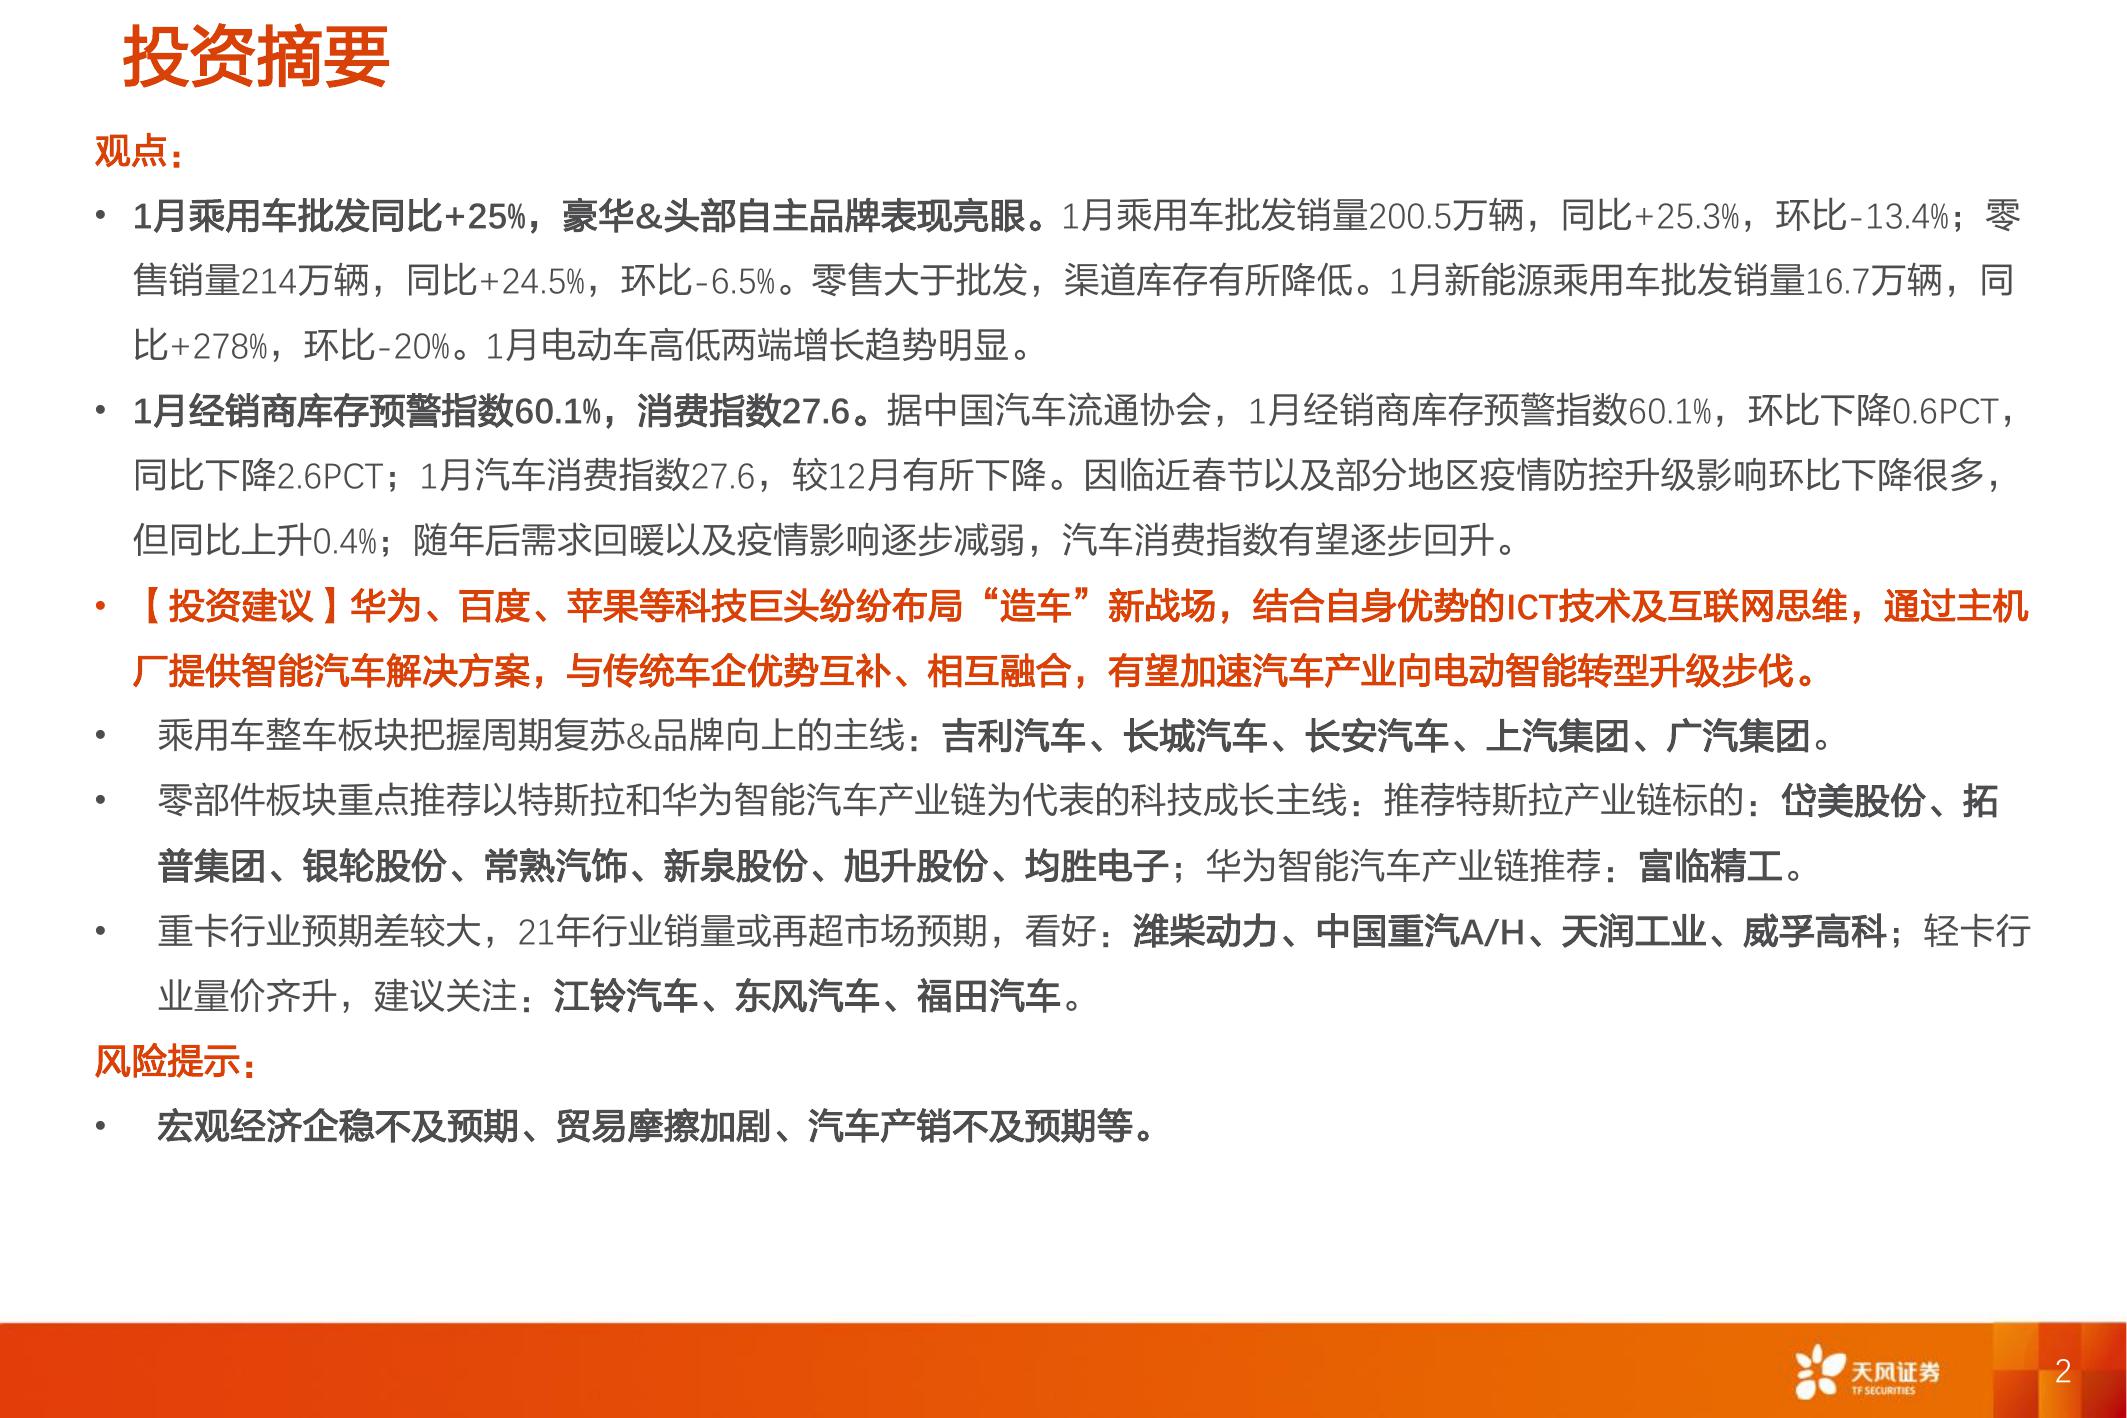 投资摘要
观点：
• 1月乘用车批发同比+25%，豪华&头部自主品牌表现亮眼。1月乘用车批发销量200.5万辆，同比+25.3%，环比-13.4%；零
售销量214万辆，同比+24.5%，环比-6.5%。零售大于批发，渠道库存有所降低。1月新能源乘用车批发销量16.7万辆，同
比+278%，环比-20%。1月电动车高低两端增长趋势明显。
• 1月经销商库存预警指数60.1%，消费指数27.6。据中国汽车流通协会，1月经销商库存预警指数60.1%，环比下降0.6PCT，
同比下降2.6PCT；1月汽车消费指数27.6，较12月有所下降。因临近春节以及部分地区疫情防控升级影响环比下降很多，
但同比上升0.4%；随年后需求回暖以及疫情影响逐步减弱，汽车消费指数有望逐步回升。
• 【投资建议】华为、百度、苹果等科技巨头纷纷布局“造车”新战场，结合自身优势的ICT技术及互联网思维，通过主机
厂提供智能汽车解决方案，与传统车企优势互补、相互融合，有望加速汽车产业向电动智能转型升级步伐。
• 乘用车整车板块把握周期复苏&品牌向上的主线：吉利汽车、长城汽车、长安汽车、上汽集团、广汽集团。
• 零部件板块重点推荐以特斯拉和华为智能汽车产业链为代表的科技成长主线：推荐特斯拉产业链标的：岱美股份、拓
普集团、银轮股份、常熟汽饰、新泉股份、旭升股份、均胜电子；华为智能汽车产业链推荐：富临精工。
• 重卡行业预期差较大，21年行业销量或再超市场预期，看好：潍柴动力、中国重汽A/H、天润工业、威孚高科；轻卡行
业量价齐升，建议关注：江铃汽车、东风汽车、福田汽车。
风险提示：
• 宏观经济企稳不及预期、贸易摩擦加剧、汽车产销不及预期等。
天风证券
TF SECURITIES
2